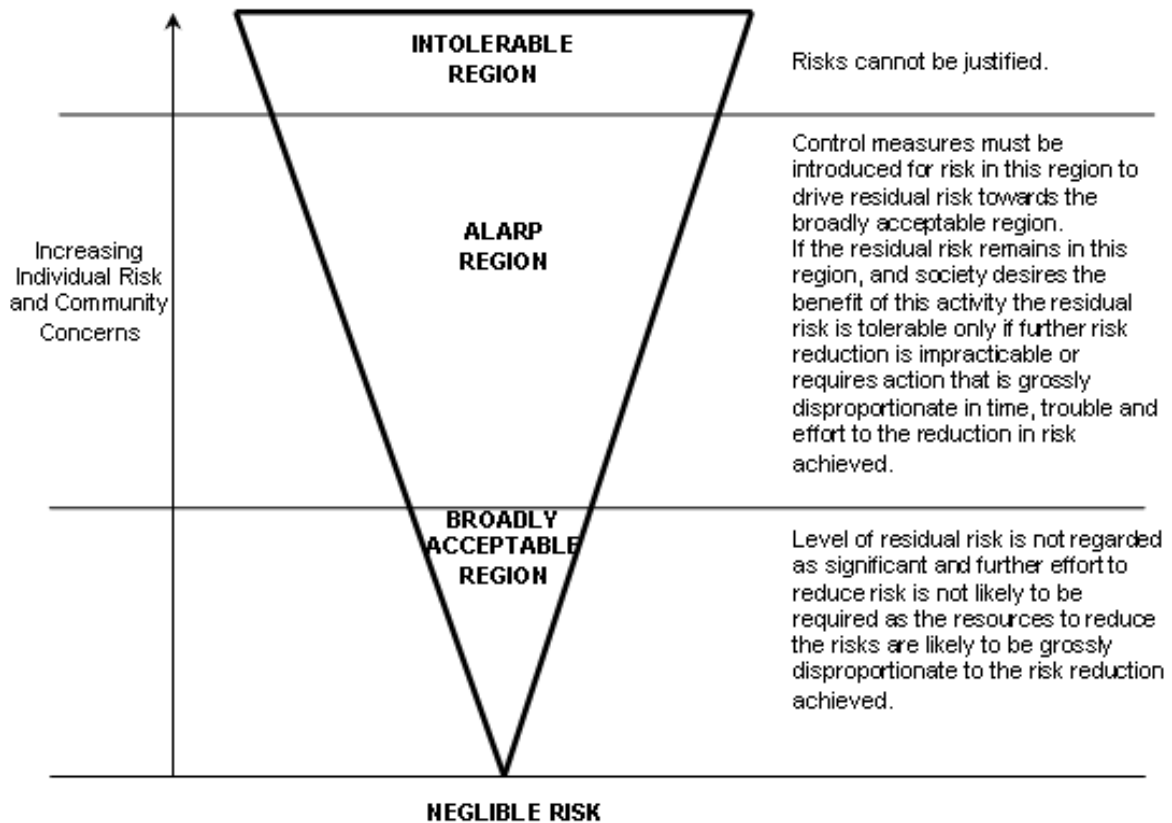 INTOLERABLE
REGION
Risks cannot be justified.
Increasing
Individual Risk
and Community
Concerns
ALARP
REGION
Control measures must be
introduced for risk in this region to
drive residual risk towards the
broadly acceptable region.
If the residual risk remains in this
region, and society desires the
benefit of this activity the residual
risk is tolerable only if further risk
reduction is impracticable or
requires action that is grossly
disproportionate in time, trouble and
effort to the reduction in risk
achieved.
BROADLY
ACCEPTABLE
REGION
Level of residual risk is not regarded
as significant and further effort to
reduce risk is not likely to be
required as the resources to reduce
the risks are likely to be grossly
disproportionate to the risk reduction
achieved.
NEGLIBLE RISK